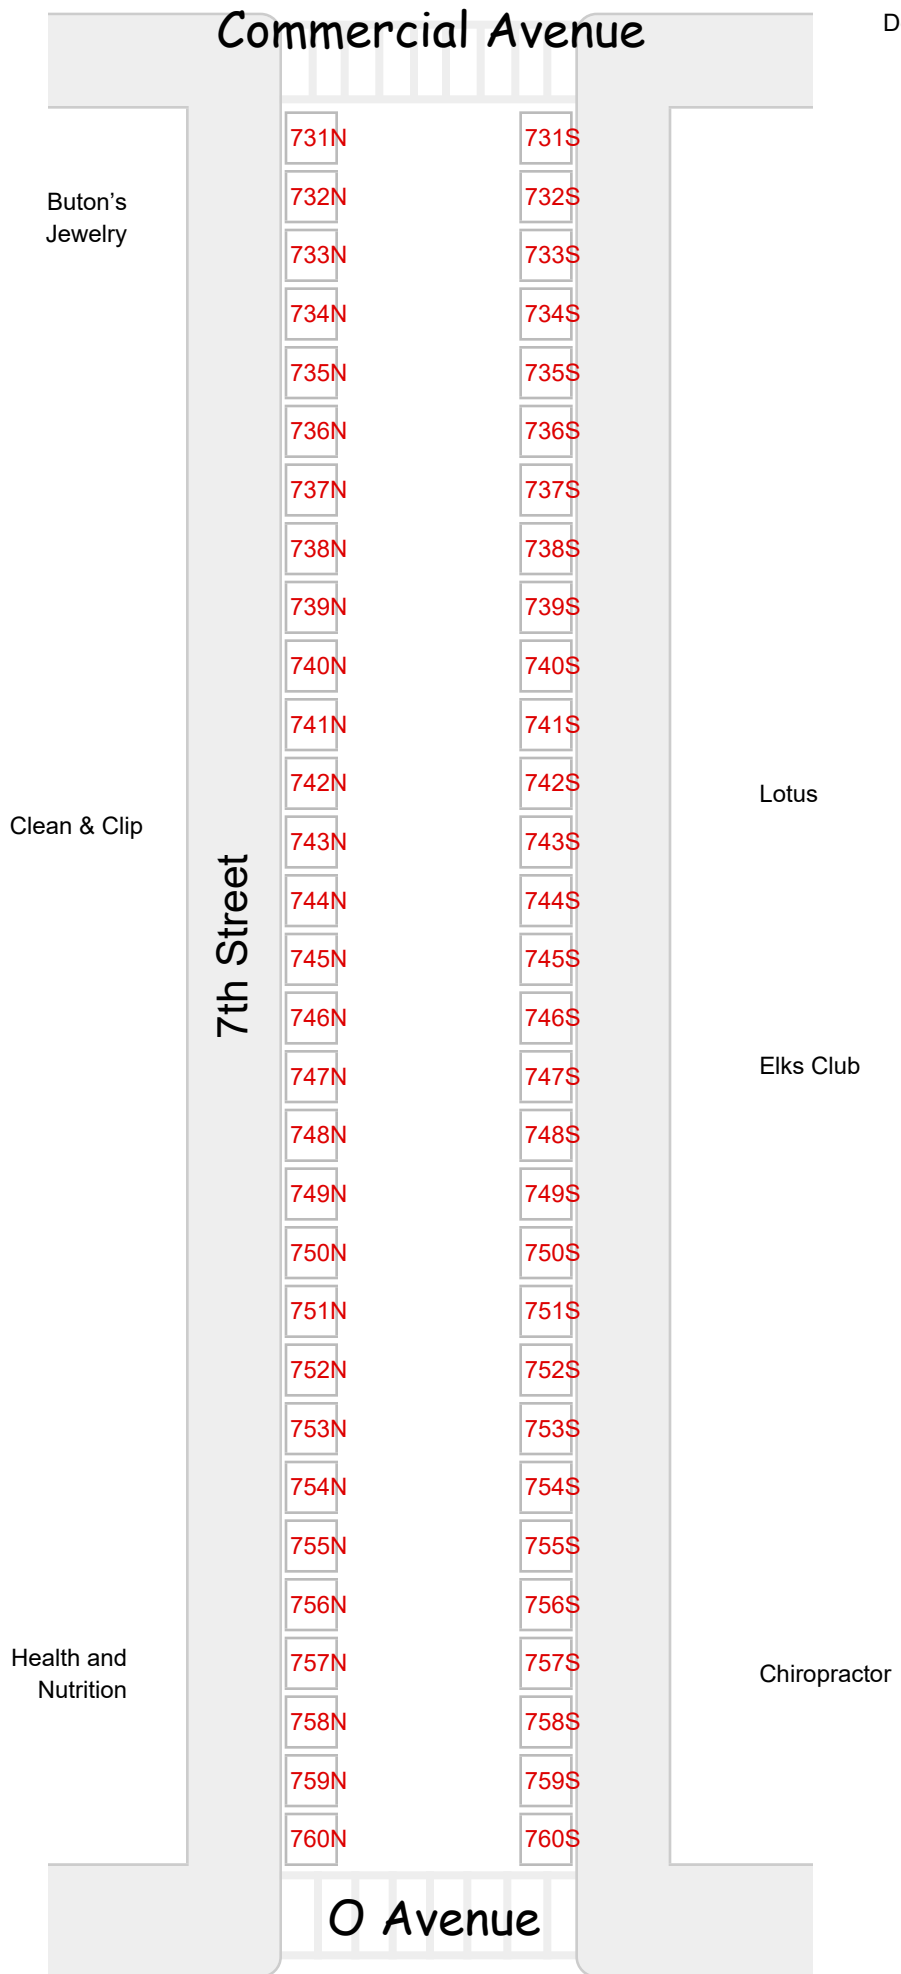 Commercial Avenue
D
731N 731S
732N 732S
Buton's
Jewelry
733N 733S
734N 734S
735N 735S
736N 736S
737N 737S
738N 738S
739N 739S
740N 740S
741N 741S
742N 742S
Lotus
Clean & Clip
743N 743S
744N 744S
7th Street
745N 745S
746N 746S
Elks Club
747N 747S
748N 748S
749N 749S
750N 750S
751N 751S
752N 752S
753N 753S
754N 754S
755N 755S
756N 756S
Health and
Nutrition
757N 757S
Chiropractor
758N 758S
759N 759S
760N 760S
O Avenue